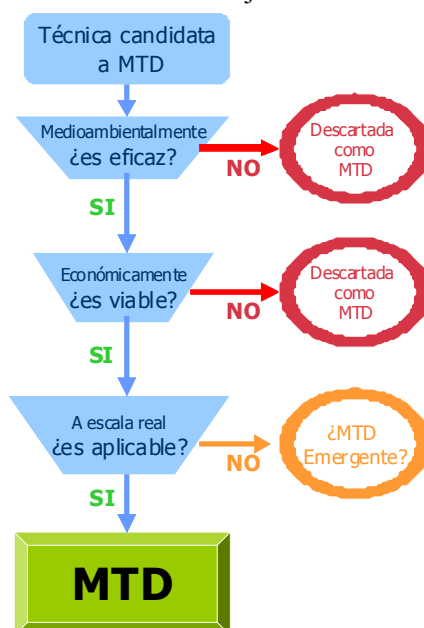 Técnica candidata
a MTD
Medioambientalmente
¿es eficaz?
NO
Descartada
como
MTD
SI
Económicamente
¿es viable?
NO
Descartada
como
MTD
SI
A escala real
¿es aplicable?
NO
¿MTD
Emergente?
SI
MTD